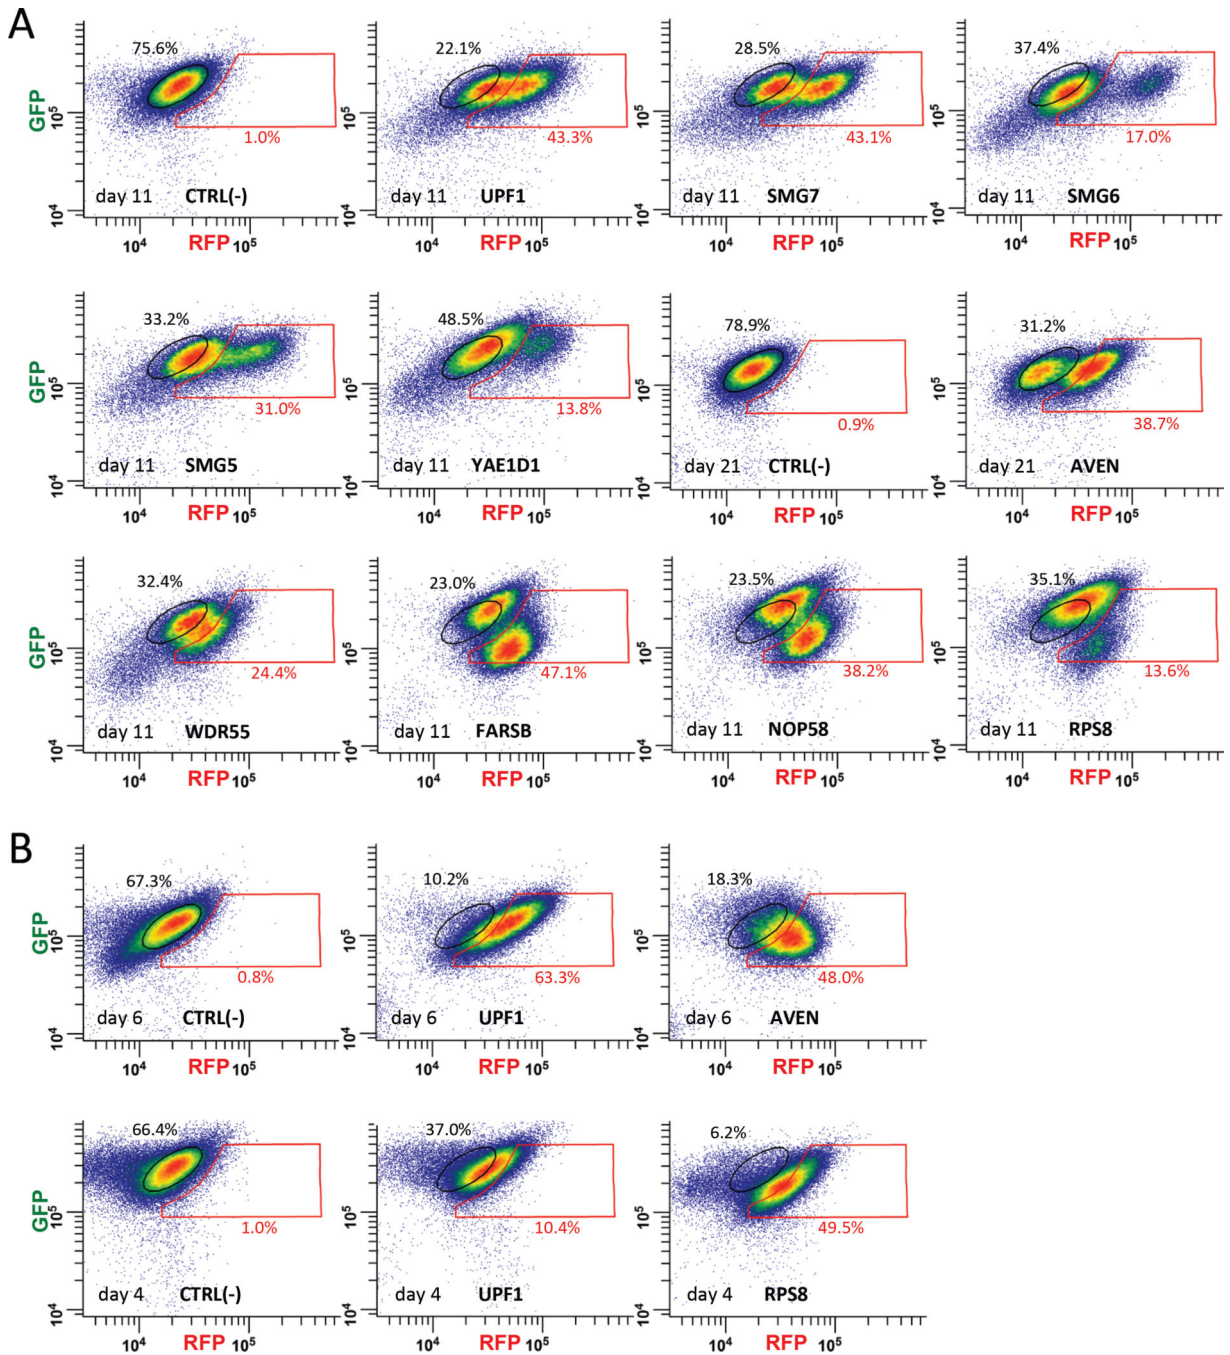 A
75.6% 22.1% 28.5% 37.4%
GFP 10⁵ 10⁵ 10⁵ 10⁵
1.0% 43.3% 43.1% 17.0%
day 11 CTRL(-) day 11 UPF1 day 11 SMG7 day 11 SMG6
10⁴ 10⁴ 10⁴ 10⁴
10⁴ RFP 10⁵ 10⁴ RFP 10⁵ 10⁴ RFP 10⁵ 10⁴ RFP 10⁵
33.2% 48.5% 78.9% 31.2%
GFP 10⁵ 10⁵ 10⁵ 10⁵
31.0% 13.8% 0.9% 38.7%
day 11 SMG5 day 11 YAE1D1 day 21 CTRL(-) day 21 AVEN
10⁴ 10⁴ 10⁴ 10⁴
10⁴ RFP 10⁵ 10⁴ RFP 10⁵ 10⁴ RFP 10⁵ 10⁴ RFP 10⁵
32.4% 23.0% 23.5% 35.1%
GFP 10⁵ 10⁵ 10⁵ 10⁵
24.4% 47.1% 38.2% 13.6%
day 11 WDR55 day 11 FARSB day 11 NOP58 day 11 RPS8
10⁴ 10⁴ 10⁴ 10⁴
10⁴ RFP 10⁵ 10⁴ RFP 10⁵ 10⁴ RFP 10⁵ 10⁴ RFP 10⁵
B
67.3% 10.2% 18.3%
GFP 10⁵ 10⁵ 10⁵
0.8% 63.3% 48.0%
day 6 CTRL(-) day 6 UPF1 day 6 AVEN
10⁴ 10⁴ 10⁴
10⁴ RFP 10⁵ 10⁴ RFP 10⁵ 10⁴ RFP 10⁵
66.4% 37.0% 6.2%
GFP 10⁵ 10⁵ 10⁵
1.0% 10.4% 49.5%
day 4 CTRL(-) day 4 UPF1 day 4 RPS8
10⁴ 10⁴ 10⁴
10⁴ RFP 10⁵ 10⁴ RFP 10⁵ 10⁴ RFP 10⁵